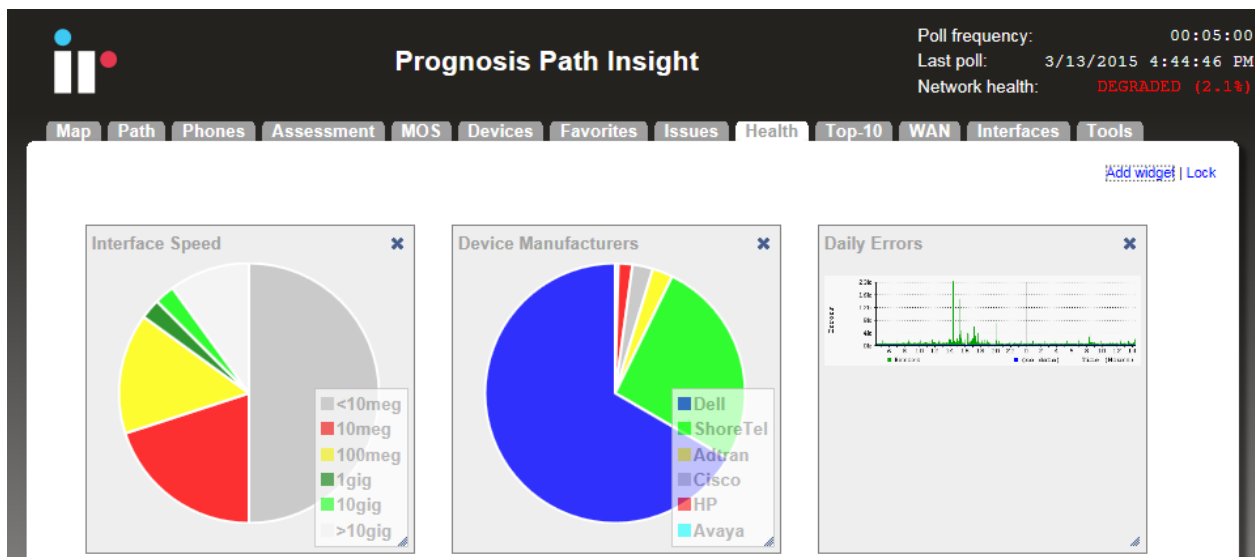 Prognosis Path Insight
Poll frequency: 00:05:00
Last poll: 3/13/2015 4:44:46 PM
Network health: DEGRADED (2.1%)
Map Path Phones Assessment MOS Devices Favorites Issues Health Top-10 WAN Interfaces Tools
Add widget | Lock
Interface Speed
<10meg
10meg
100meg
1gig
10gig
>10gig
Device Manufacturers
Dell
ShoreTel
Adtran
Cisco
HP
Avaya
Daily Errors
Errors
Time (Hours)